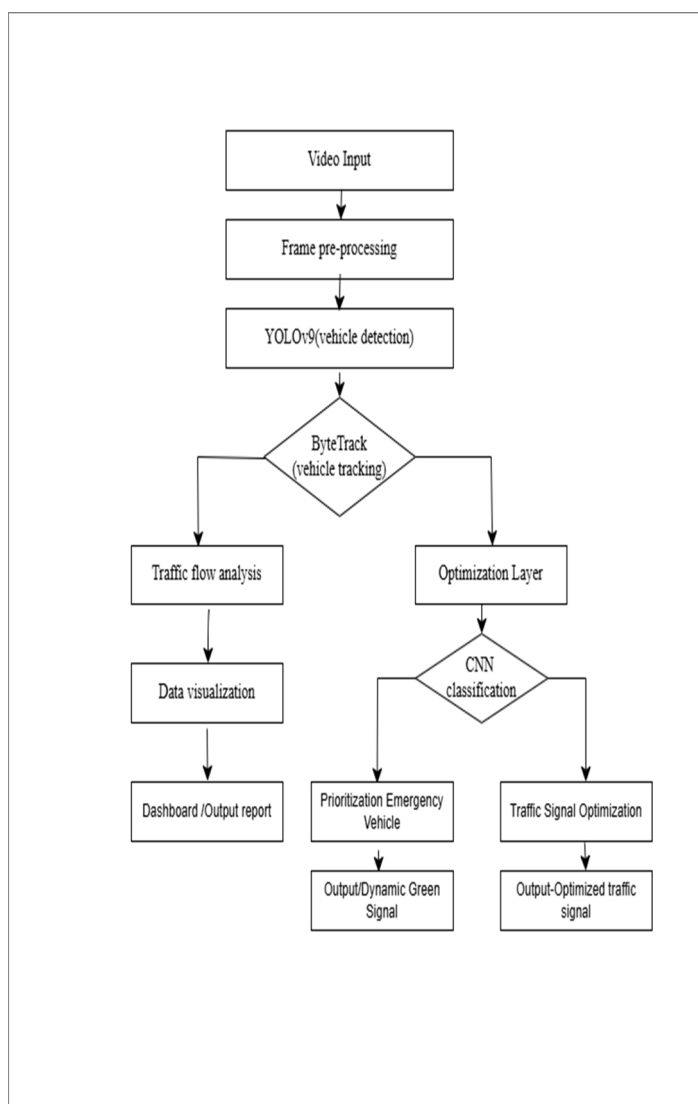 Video Input
Frame pre-processing
YOLOv9(vehicle detection)
ByteTrack
(vehicle tracking)
Traffic flow analysis
Optimization Layer
CNN
classification
Data visualization
Prioritization Emergency
Vehicle
Traffic Signal Optimization
Dashboard /Output report
Output/Dynamic Green
Signal
Output-Optimized traffic
signal